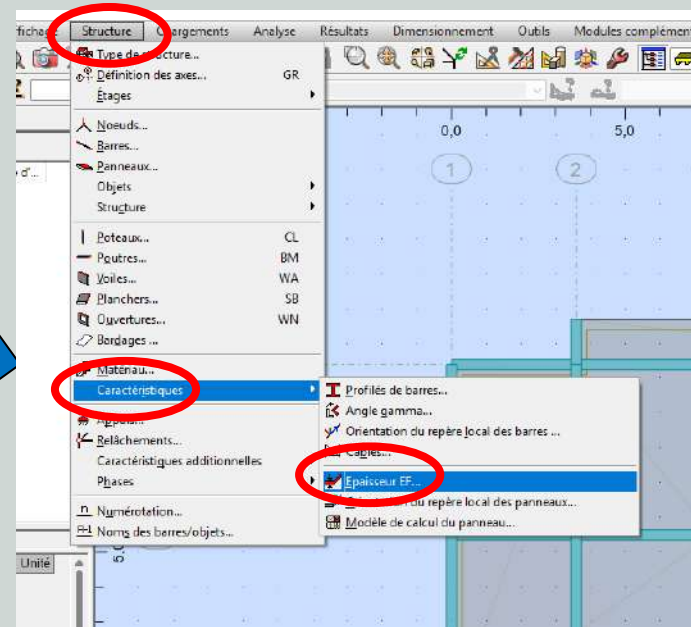 Structure
Analyse
Résultats
Dimensionnement
Outils
Modules complément
Type de structure...
Définition des axes... GR
Étages
0,0
5,0
1
2
Noeuds...
Barres...
Panneaux...
d'...
Objets
Structure
Poteaux... CL
Poutres... BM
Voiles... WA
Planchers... SB
Ouvertures... WN
Bardages ...
Matériau...
Caractéristiques
Profilés de barres...
Angle gamma...
Orientation du repère local des barres ...
Câbles...
Epaisseur EF...
Orientation du repère local des panneaux...
Modèle de calcul du panneau...
Appuis...
Relâchements...
Caractéristiques additionnelles
Phases
Numérotation...
Noms des barres/objets...
Unité